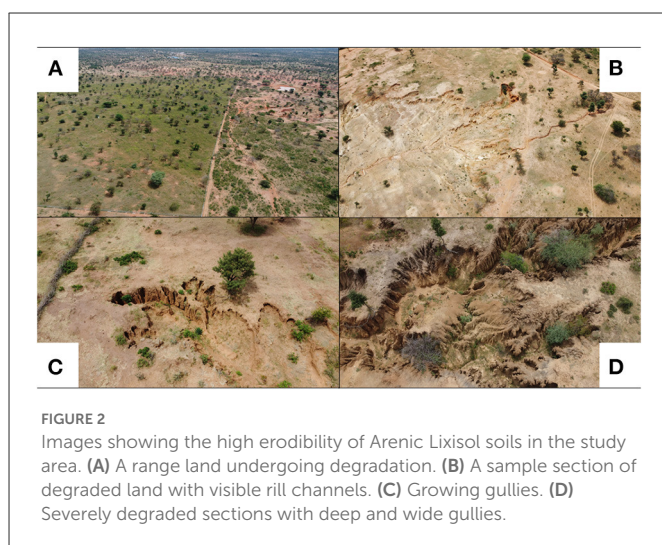 A
B
C
D
FIGURE 2
Images showing the high erodibility of Arenic Lixisol soils in the study
area. (A) A range land undergoing degradation. (B) A sample section of
degraded land with visible rill channels. (C) Growing gullies. (D)
Severely degraded sections with deep and wide gullies.